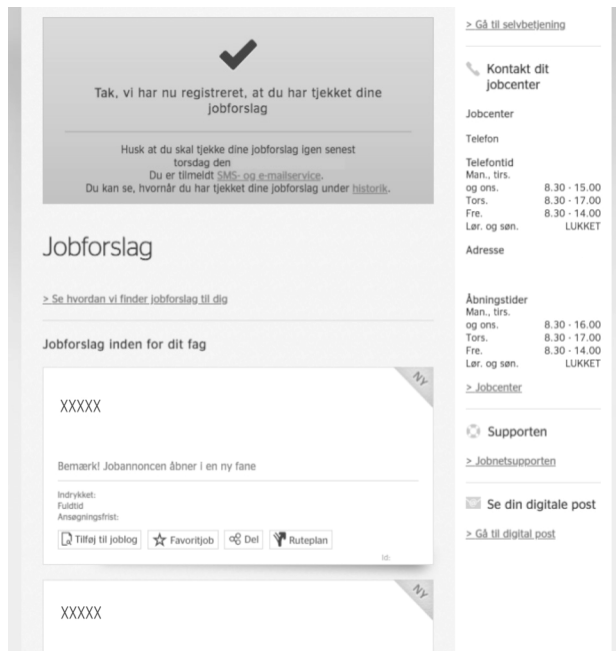 Tak, vi har nu registreret, at du har tjekket dine
jobforslag
Husk at du skal tjekke dine jobforslag igen senest
torsdag den
Du er tilmeldt SMS- og e-mailservice.
Du kan se, hvornår du har tjekket dine jobforslag under historik.
Jobforslag
> Se hvordan vi finder jobforslag til dig
Jobforslag inden for dit fag
NY
XXXXX
Bemærk! Jobannoncen åbner i en ny fane
Indrykket:
Fuldtid
Ansøgningsfrist:
Tilføj til joblog Favoritjob Del Ruteplan
Id:
NY
XXXXX
> Gå til selvbetjening
Kontakt dit
jobcenter
Jobcenter
Telefon
Telefontid
Man., tirs.
og ons. 8.30 - 15.00
Tors. 8.30 - 17.00
Fre. 8.30 - 14.00
Lør. og søn. LUKKET
Adresse
Åbningstider
Man., tirs.
og ons. 8.30 - 16.00
Tors. 8.30 - 17.00
Fre. 8.30 - 14.00
Lør. og søn. LUKKET
> Jobcenter
Supporten
> Jobnetsupporten
Se din digitale post
> Gå til digital post